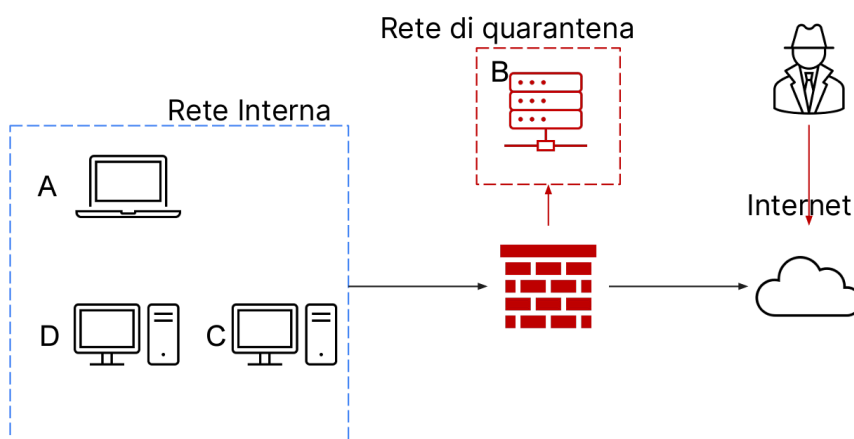 Rete di quarantena
B
Rete Interna
A
Internet
D
C